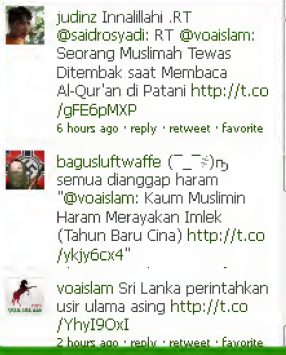 judinz Innalillahi .RT
@saidrosyadi: RT @voaislam:
Seorang Muslimah Tewas
Ditembak saat Membaca
Al-Qur'an di Patani http://t.co
/gFE6pMXP
6 hours ago · reply · retweet · favorite
bagusluftwaffe
semua dianggap haram
"@voaislam: Kaum Muslimin
Haram Merayakan Imlek
(Tahun Baru Cina) http://t.co
/ykjy6cx4"
voaislam Sri Lanka perintahkan
usir ulama asing http://t.co
/YhyI9OxI
2 hours ago · reply · retweet · favorite